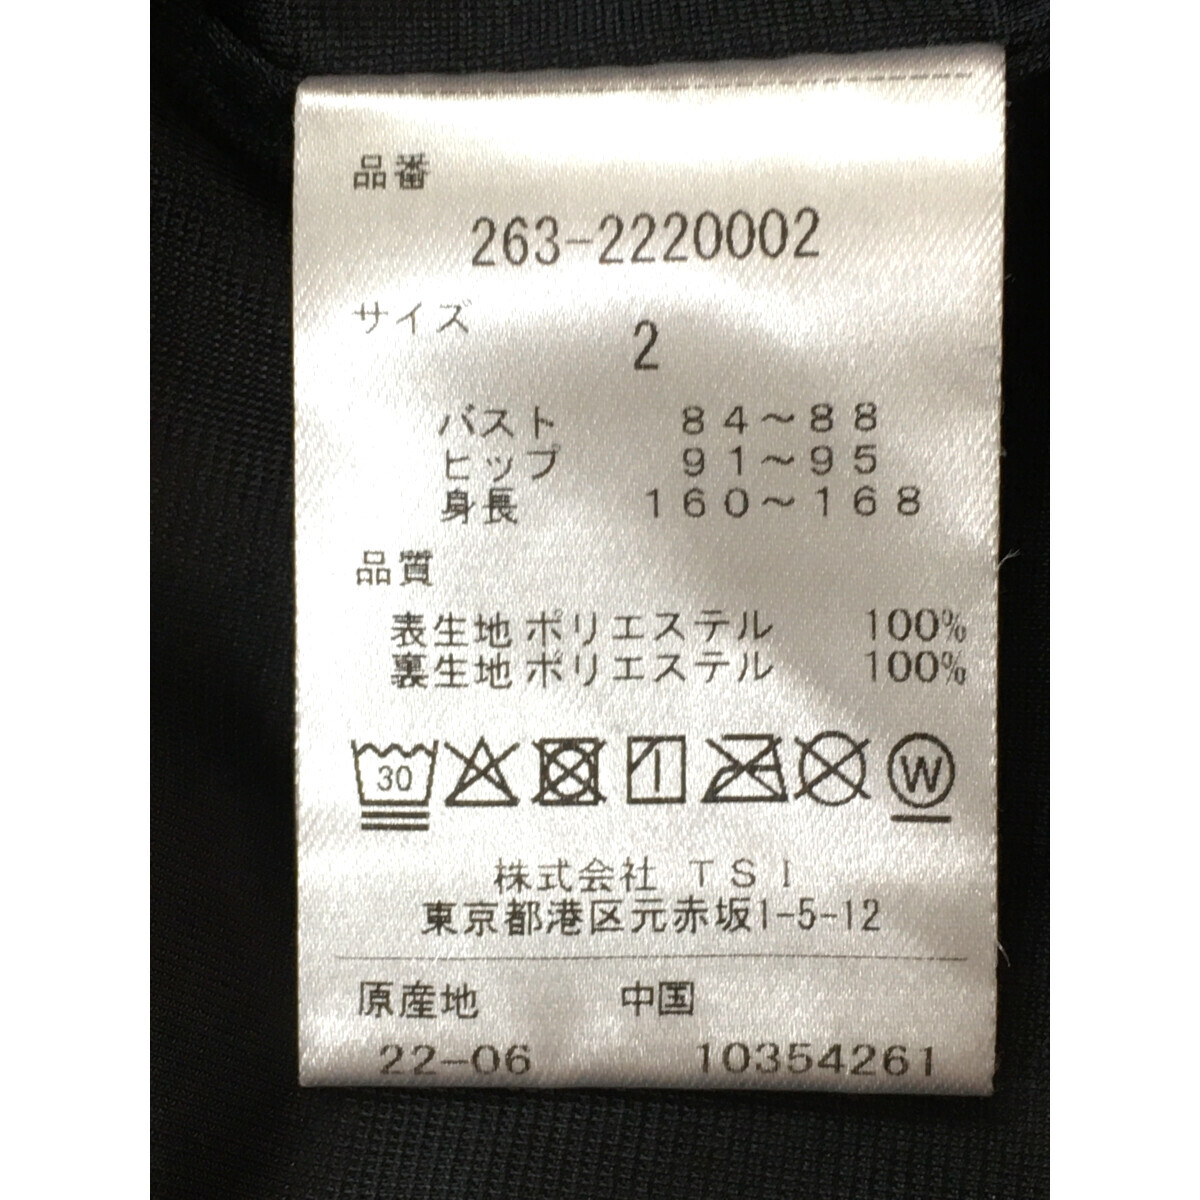 品番
263-2220002
サイズ
2
バスト 84～88
ヒップ 91～95
身長 160～168
品質
表生地 ポリエステル 100%
裏生地 ポリエステル 100%
30 W
株式会社 TSI
東京都港区元赤坂1-5-12
原産地 中国
22-06 10354261